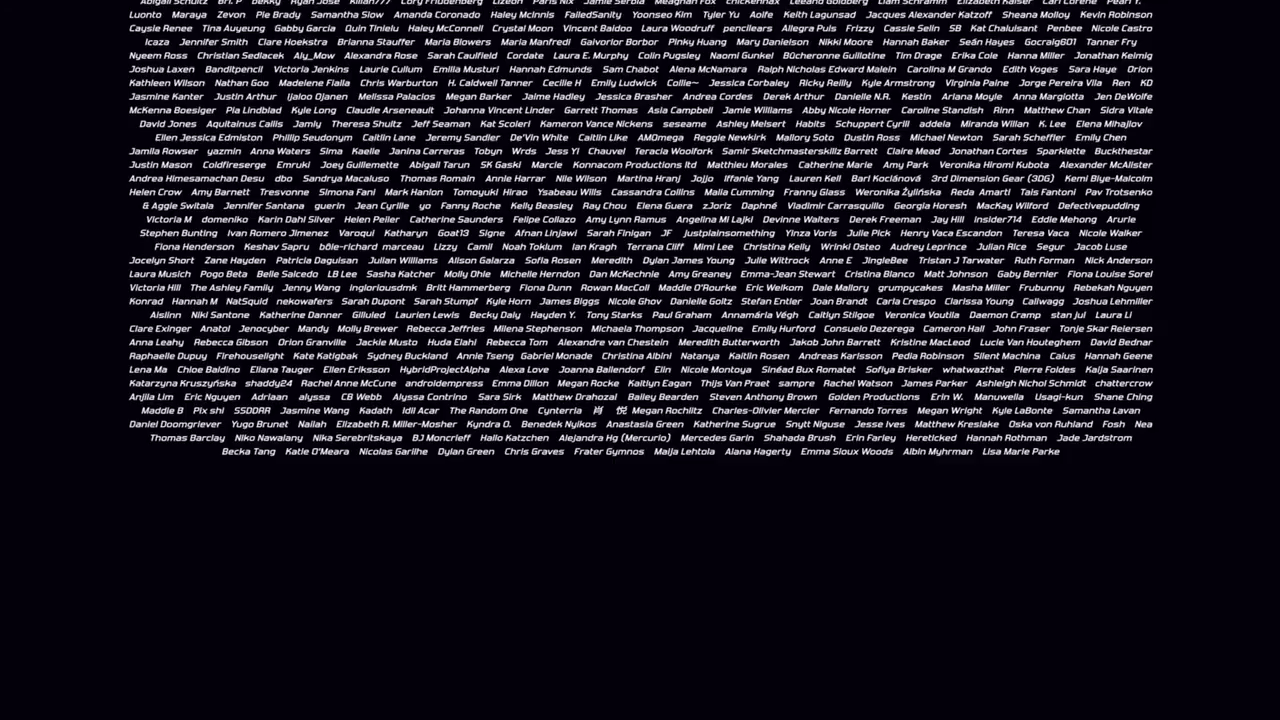 Abigail Schultz Bri. P Bekky Ryan Jose Kilian777 Cory Frudenberg Lizeon Paris Nix Jamie Serbia Meaghan Fox chickenhax Leeand Goldberg Liam Schramm Elizabeth Kaiser Carl Corene Pearl Y.
Luonto Maraya Zevon Pie Brady Samantha Slow Amanda Coronado Haley McInnis FailedSanity Yoonseo Kim Tyler Yu Aoife Keith Lagunsad Jacques Alexander Katzoff Sheana Molloy Kevin Robinson
Caysie Renee Tina Auyeung Gabby Garcia Quin Tinielu Haley McConnell Crystal Moon Vincent Baldoo Laura Woodruff pencilears Allegra Puls Frizzy Cassie Selin SB Kat Chaluisant Penbee Nicole Castro
Icaza Jennifer Smith Clare Hoekstra Brianna Stauffer Maria Blowers Maria Manfredi Galvorlor Borbor Pinky Huang Mary Danielson Nikki Moore Hannah Baker Seán Hayes Gocraig601 Tanner Fry
Nyeem Ross Christian Sedlacek Aly_Mow Alexandra Rose Sarah Caulfield Cordate Laura E. Murphy Colin Pugsley Naomi Gunkel Bücheronne Guillotine Tim Drage Erika Cole Hanna Miller Jonathan Kelmig
Joshua Laxen Banditpencil Victoria Jenkins Laurie Cullum Emilia Musturi Hannah Edmunds Sam Chabot Alena McNamara Ralph Nicholas Edward Malein Carolina M Grando Edith Voges Sara Haye Orion
Kathleen Wilson Nathan Goo Madelene Fiaila Chris Warburton H. Caldwell Tanner Cecilie H Emily Ludwick Collie~ Jessica Corbaley Ricky Reilly Kyle Armstrong Virginia Paine Jorge Pereira Vila Ren KD
Jasmine Kanter Justin Arthur Ijaloo Ojanen Melissa Palacios Megan Barker Jaime Hadley Jessica Brasher Andrea Cordes Derek Arthur Danielle N.R. Kestin Ariana Moyle Anna Margiotta Jen DeWolfe
McKenna Boesiger Pia Lindblad Kyle Long Claudie Arseneault Johanna Vincent Linder Garrett Thomas Asia Campbell Jamie Williams Abby Nicole Horner Caroline Standish Rinn Matthew Chan Sidra Vitale
David Jones Aquitainus Callis Jamly Theresa Shultz Jeff Seaman Kat Scoleri Kameron Vance Nickens seseame Ashley Meisert Habits Schuppert Cyrill addela Miranda Willan K. Lee Elena Mihajlov
Ellen Jessica Edmiston Phillip Seudonym Caitlin Lane Jeremy Sandler De'Vin White Caitlin Like AMOmega Reggie Newkirk Mallory Soto Dustin Ross Michael Newton Sarah Scheffler Emily Chen
Jamila Rowser yazmin Anna Waters Sima Kaelle Janina Carreras Tobyn Wrds Jess Yi Chauvel Teracia Woolfork Samir Sketchmasterskillz Barrett Claire Mead Jonathan Cortes Sparklette Buckthestar
Justin Mason Coldfireserge Emruki Joey Guillemette Abigail Tarun SK Gaski Marcie Konnacom Productions ltd Matthieu Morales Catherine Marie Amy Park Veronika Hiromi Kubota Alexander McAlister
Andrea Himesamachan Desu dbo Sandrya Macaluso Thomas Romain Annie Harrar Nile Wilson Martina Hranj Jojjo Iffanie Yang Lauren Kell Bari Kociánová 3rd Dimension Gear (3DG) Kemi Biye-Malcolm
Helen Crow Amy Barnett Tresvonne Simona Fani Mark Hanlon Tomoyuki Hirao Ysabeau Wills Cassandra Collins Malia Cumming Franny Glass Weronika Żylińska Reda Amarti Tais Fantoni Pav Trotsenko
& Aggie Switala Jennifer Santana guerin Jean Cyrille yo Fanny Roche Kelly Beasley Ray Chou Elena Guera zJoriz Daphné Vladimir Carrasquillo Georgia Horesh MacKay Wilford Defectivepudding
Victoria M domeniko Karin Dahl Silver Helen Peller Catherine Saunders Felipe Collazo Amy Lynn Ramus Angelina Mi Lajki Devinne Walters Derek Freeman Jay Hill insider714 Eddie Mehong Arurie
Stephen Bunting Ivan Romero Jimenez Varoqui Katharyn Goat13 Signe Afnan Linjawi Sarah Finigan JF justplainsomething Yinza Voris Julie Pick Henry Vaca Escandon Teresa Vaca Nicole Walker
Fiona Henderson Keshav Sapru bôle-richard marceau Lizzy Camil Noah Toklum Ian Kragh Terrana Cliff Mimi Lee Christina Kelly Wrinkl Osteo Audrey Leprince Julian Rice Segur Jacob Luse
Jocelyn Short Zane Hayden Patricia Daguisan Julian Williams Alison Galarza Sofia Rosen Meredith Dylan James Young Julie Wittrock Anne E JingleBee Tristan J Tarwater Ruth Forman Nick Anderson
Laura Musich Pogo Beta Belle Salcedo LB Lee Sasha Katcher Molly Ohle Michelle Herndon Dan McKechnie Amy Greaney Emma-Jean Stewart Cristina Blanco Matt Johnson Gaby Bernier Fiona Louise Sorel
Victoria Hill The Ashley Family Jenny Wang ingloriousdmk Britt Hammerberg Fiona Dunn Rowan MacColl Maddie O'Rourke Eric Welkom Dale Mallory grumpycakes Masha Miller Frubunny Rebekah Nguyen
Konrad Hannah M NatSquid nekowafers Sarah Dupont Sarah Stumpf Kyle Horn James Biggs Nicole Ghov Danielle Goitz Stefan Entler Joan Brandt Carla Crespo Clarissa Young Caliwagg Joshua Lehmiller
Aislinn Niki Santone Katherine Danner Gilluled Laurien Lewis Becky Daly Hayden Y. Tony Starks Paul Graham Annamária Végh Caitlyn Stilgoe Veronica Voutila Daemon Cramp stan jul Laura Li
Clare Exinger Anatol Jenocyber Mandy Molly Brewer Rebecca Jeffries Milena Stephenson Michaela Thompson Jacqueline Emily Hurford Consuelo Dezerega Cameron Hall John Fraser Tonje Skar Reiersen
Anna Leahy Rebecca Gibson Orion Granville Jackie Musto Huda Elahi Rebecca Tom Alexandre van Chestein Meredith Butterworth Jakob John Barrett Kristine MacLeod Lucie Van Houteghem David Bednar
Raphaelle Dupuy Firehouselight Kate Katigbak Sydney Buckland Annie Tseng Gabriel Monade Christina Albini Natanya Kaitlin Rosen Andreas Karlsson Pedia Robinson Silent Machina Caius Hannah Geene
Lena Ma Chloe Baldino Eliana Tauger Ellen Eriksson HybridProjectAlpha Alexa Love Joanna Ballendorf Elin Nicole Montoya Sinéad Bux Romatet Sofiya Brisker whatwazthat Pierre Foldes Kaija Saarinen
Katarzyna Kruszyńska shaddy24 Rachel Anne McCune androidempress Emma Dillon Megan Rocke Kaitlyn Eagan Thijs Van Praet sampre Rachel Watson James Parker Ashleigh Nichol Schmidt chattercrow
Anjila Lim Eric Nguyen Adriaan alyssa CB Webb Alyssa Contrino Sara Sirk Matthew Drahozal Bailey Bearden Steven Anthony Brown Golden Productions Erin W. Manuwella Usagi-kun Shane Ching
Maddie B Pix shi SSDDRR Jasmine Wang Kadath Idil Acar The Random One Cynterria 肖 悦 Megan Rochlitz Charles-Olivier Mercier Fernando Torres Megan Wright Kyle LaBonte Samantha Lavan
Daniel Doomgriever Yugo Brunet Nailah Elizabeth R. Miller-Mosher Kyndra O. Benedek Nyikos Anastasia Green Katherine Sugrue Snytt Niguse Jesse Ives Matthew Kreslake Oska von Ruhland Fosh Nea
Thomas Barclay Niko Nawalany Nika Serebritskaya BJ Moncrieff Hallo Katzchen Alejandra Hg (Mercurio) Mercedes Garin Shahada Brush Erin Farley Hereticked Hannah Rothman Jade Jardstrom
Becka Tang Katie O'Meara Nicolas Garilhe Dylan Green Chris Graves Frater Gymnos Maija Lehtola Alana Hagerty Emma Sioux Woods Albin Myhrman Lisa Marie Parke